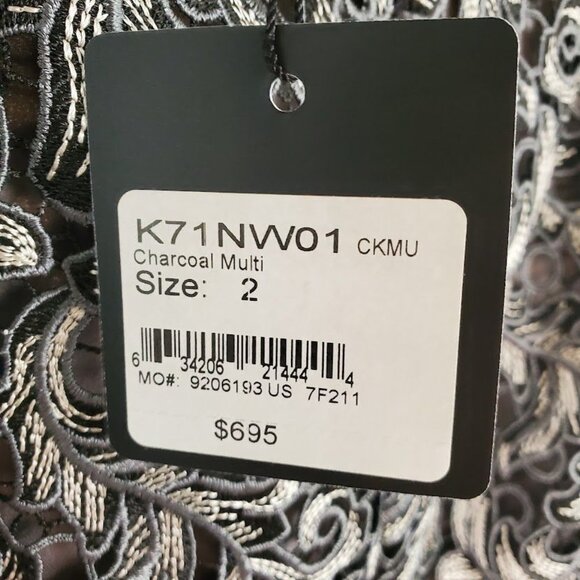 K71NW01 CKMU
Charcoal Multi
Size: 2
6 34206 21444 4
MO#: 9206193 US 7F211
$695